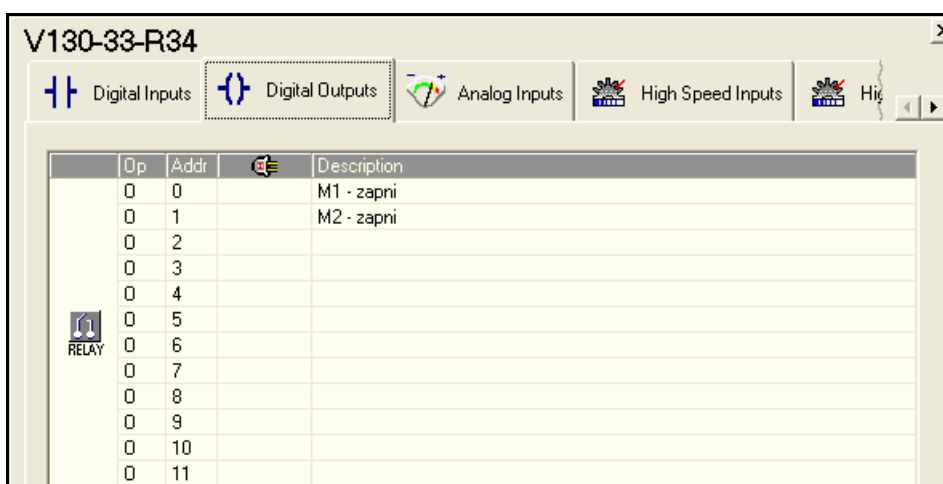 V130-33-R34
Digital Inputs Digital Outputs Analog Inputs High Speed Inputs
Op Addr Description
O 0 M1 - zapni
O 1 M2 - zapni
O 2
O 3
O 4
O 5
RELAY
O 6
O 7
O 8
O 9
O 10
O 11